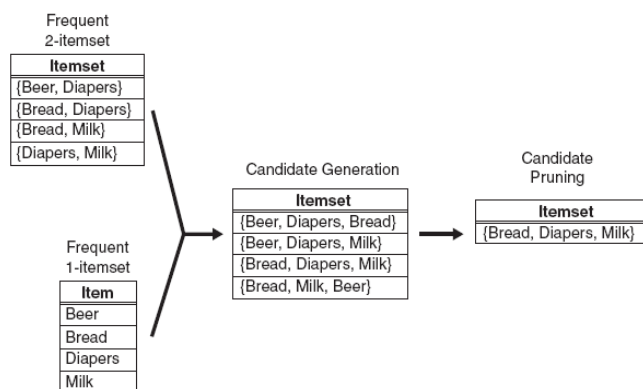 Frequent
2-itemset
Itemset
{Beer, Diapers}
{Bread, Diapers}
{Bread, Milk}
{Diapers, Milk}
Frequent
1-itemset
Item
Beer
Bread
Diapers
Milk
Candidate Generation
Itemset
{Beer, Diapers, Bread}
{Beer, Diapers, Milk}
{Bread, Diapers, Milk}
{Bread, Milk, Beer}
Candidate
Pruning
Itemset
{Bread, Diapers, Milk}